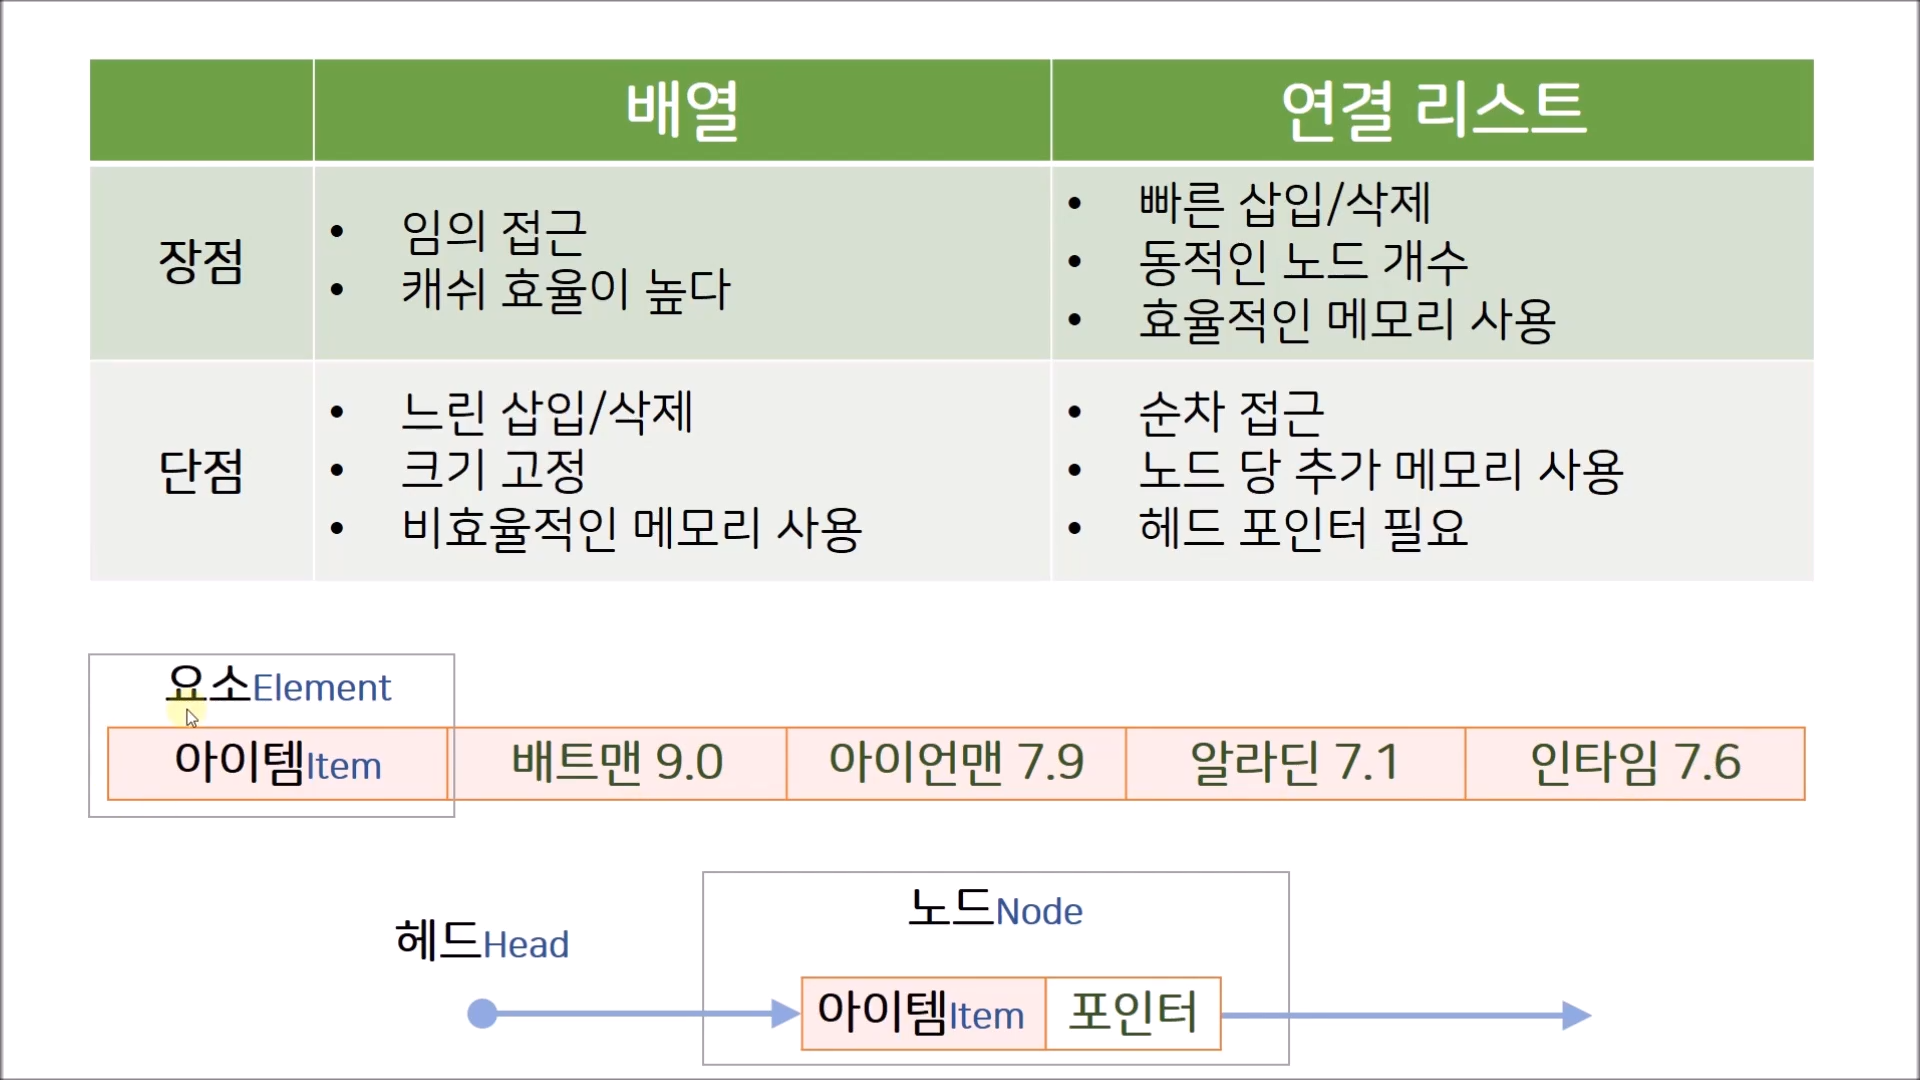 배열
연결 리스트
장점
임의 접근
캐쉬 효율이 높다
빠른 삽입/삭제
동적인 노드 개수
효율적인 메모리 사용
단점
느린 삽입/삭제
크기 고정
비효율적인 메모리 사용
순차 접근
노드 당 추가 메모리 사용
헤드 포인터 필요
요소Element
아이템Item
배트맨 9.0
아이언맨 7.9
알라딘 7.1
인타임 7.6
헤드Head
노드Node
아이템Item
포인터